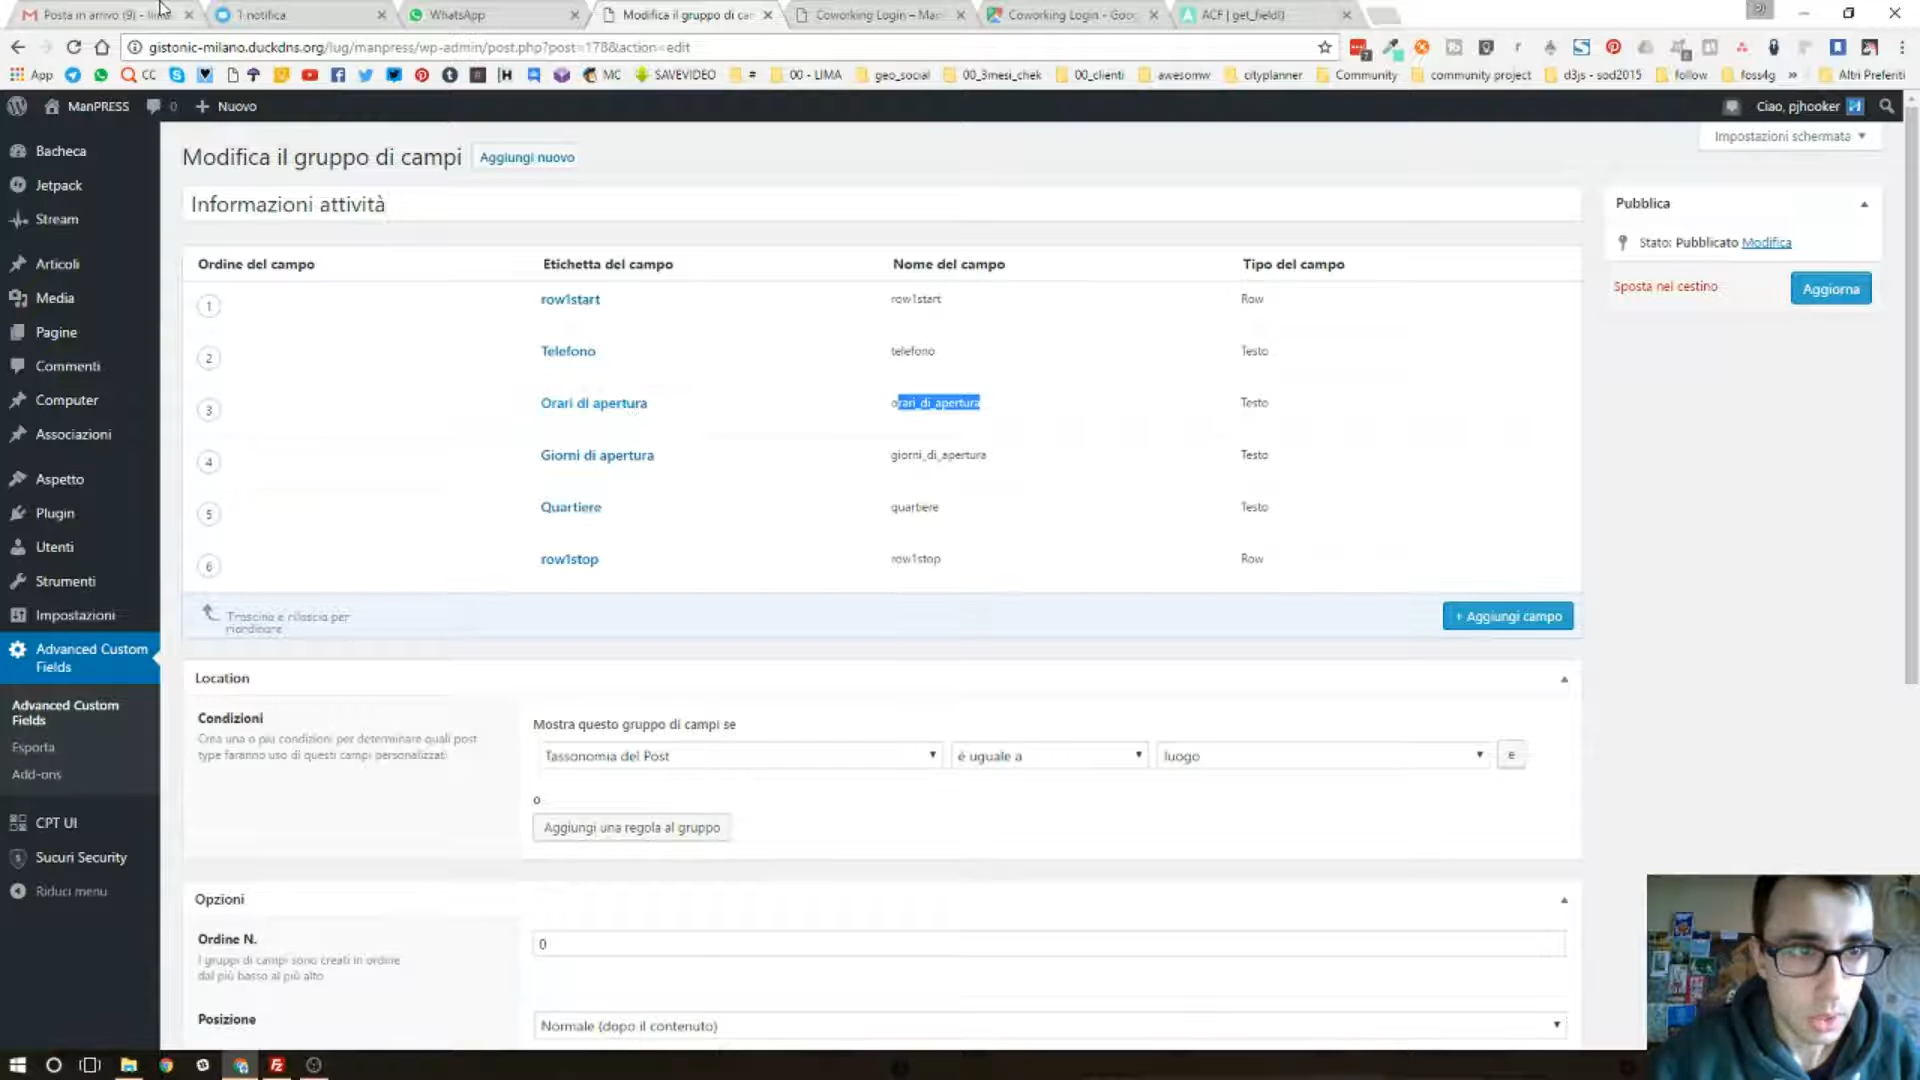 Posta in arrivo (9) -
1 notifica
WhatsApp
Modifica il gruppo di car
Coworking Login – Mar
Coworking Login - Goo
ACF | get_field()
gistonic-milano.duckdns.org/lug/manpress/wp-admin/post.php?post=178&action=edit
App
CC
MC
SAVEVIDEO
=
00 - LIMA
geo_social
00_3mesi_chek
00_clienti
awesomw
cityplanner
Community
community project
d3js - sod2015
follow
foss4g
»
Altri Preferiti
ManPRESS
0
Nuovo
Ciao, pjhooker
Impostazioni schermata
Bacheca
Jetpack
Stream
Articoli
Media
Pagine
Commenti
Computer
Associazioni
Aspetto
Plugin
Utenti
Strumenti
Impostazioni
Advanced Custom
Fields
Advanced Custom
Fields
Esporta
Add-ons
CPT UI
Sucuri Security
Riduci menu
Modifica il gruppo di campi
Aggiungi nuovo
Informazioni attività
Ordine del campo
Etichetta del campo
Nome del campo
Tipo del campo
1
row1start
row1start
Row
2
Telefono
telefono
Testo
3
Orari di apertura
orari_di_apertura
Testo
4
Giorni di apertura
giorni_di_apertura
Testo
5
Quartiere
quartiere
Testo
6
row1stop
row1stop
Row
Trascina e rilascia per
riordinare
+ Aggiungi campo
Location
Condizioni
Crea una o più condizioni per determinare quali post
type faranno uso di questi campi personalizzati
Mostra questo gruppo di campi se
Tassonomia del Post
è uguale a
luogo
e
o
Aggiungi una regola al gruppo
Opzioni
Ordine N.
I gruppi di campi sono creati in ordine
dal più basso al più alto
0
Posizione
Normale (dopo il contenuto)
Pubblica
Stato: Pubblicato Modifica
Sposta nel cestino
Aggiorna